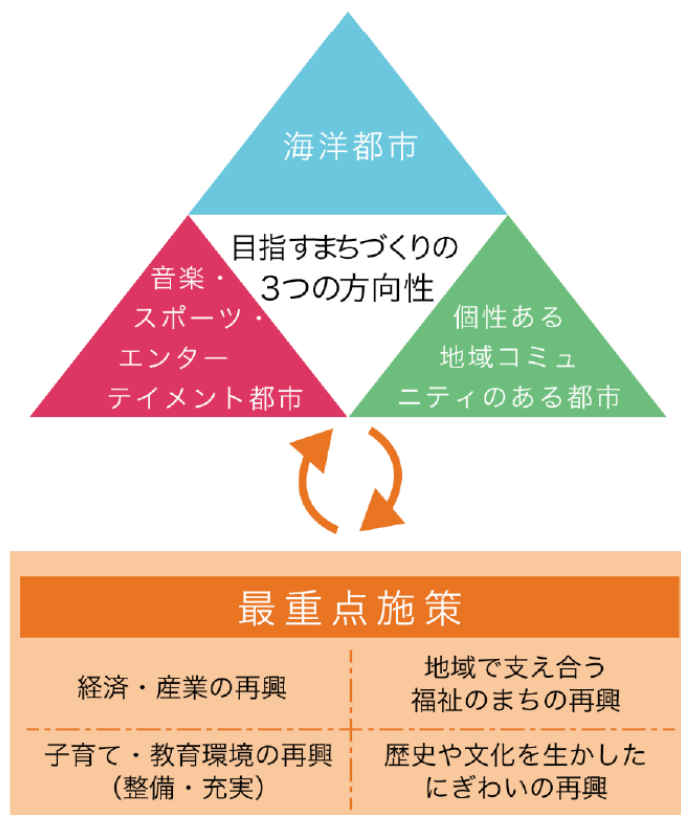 海洋都市
目指すまちづくりの
3つの方向性
音楽・
スポーツ・
エンター
テイメント都市
個性ある
地域コミュ
ニティのある都市
最重点施策
経済・産業の再興
地域で支え合う
福祉のまちの再興
子育て・教育環境の再興
(整備・充実)
歴史や文化を生かした
にぎわいの再興